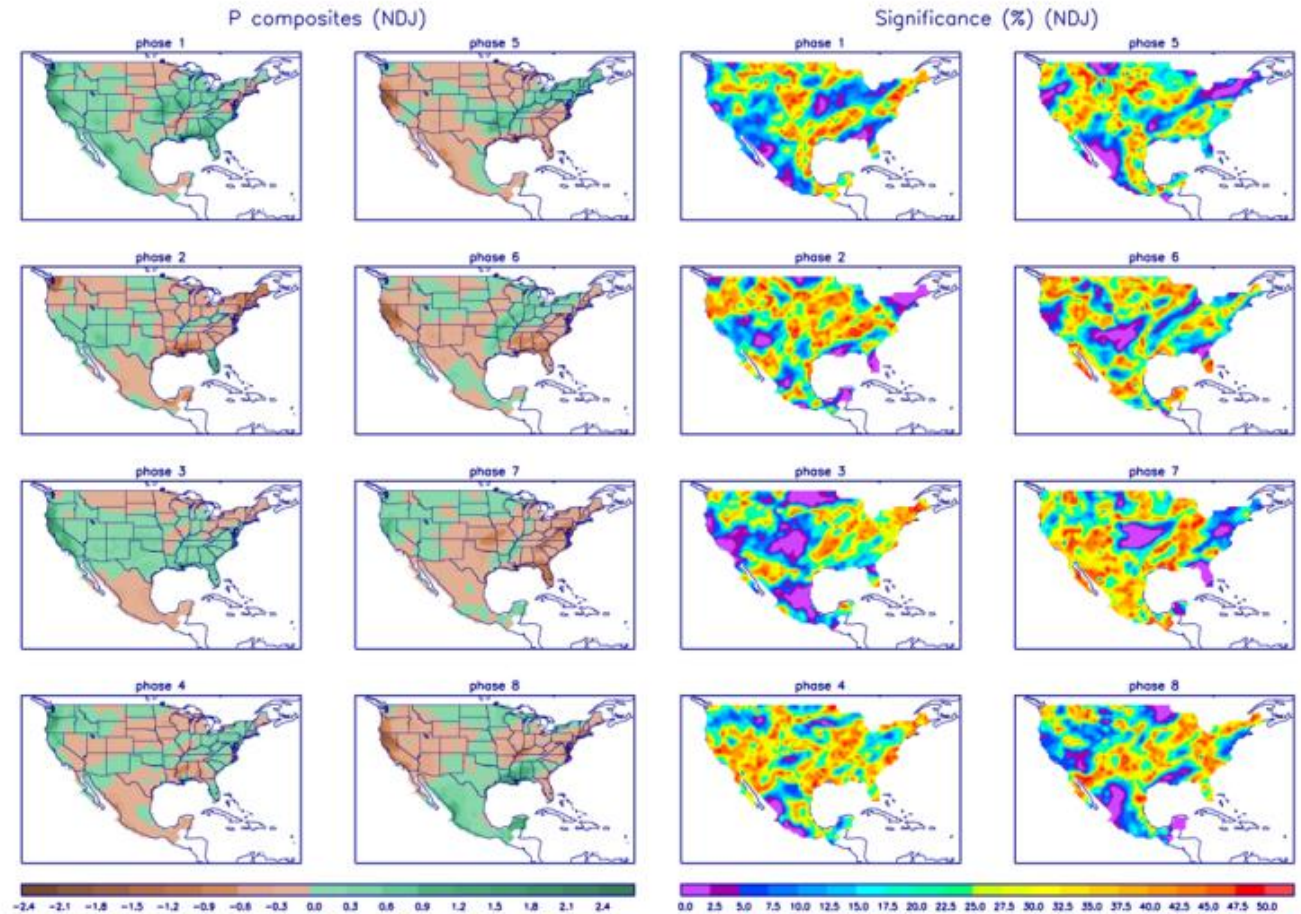 P composites (NDJ)
Significance (%) (NDJ)
phase 1
phase 5
phase 1
phase 5
phase 2
phase 6
phase 2
phase 6
phase 3
phase 7
phase 3
phase 7
phase 4
phase 8
phase 4
phase 8
-2.4 -2.1 -1.8 -1.5 -1.2 -0.9 -0.6 -0.3 0.0 0.3 0.6 0.9 1.2 1.5 1.8 2.1 2.4
0.0 2.5 5.0 7.5 10.0 12.5 15.0 17.5 20.0 22.5 25.0 27.5 30.0 32.5 35.0 37.5 40.0 42.5 45.0 47.5 50.0